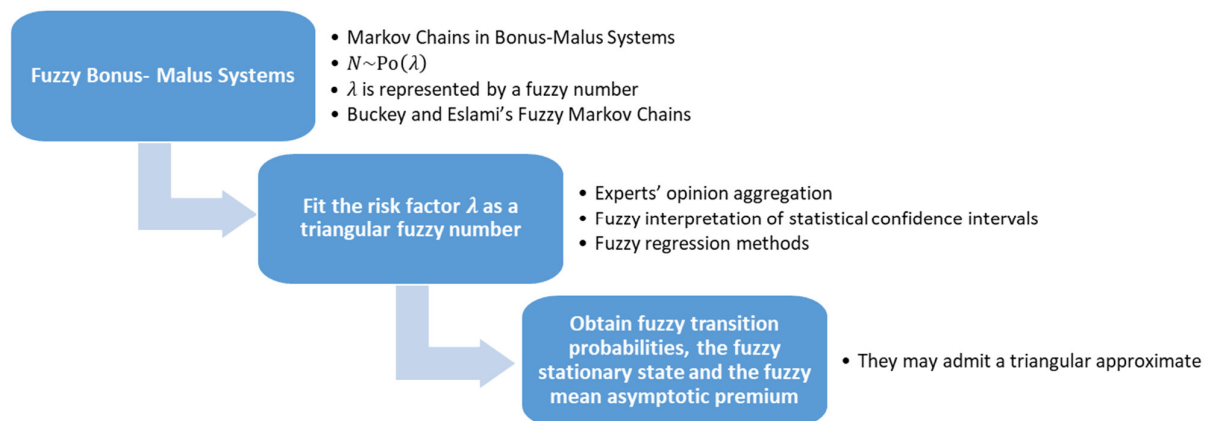 Fuzzy Bonus- Malus Systems
• Markov Chains in Bonus-Malus Systems
• N~Po(λ)
• λ is represented by a fuzzy number
• Buckey and Eslami’s Fuzzy Markov Chains
Fit the risk factor λ as a
triangular fuzzy number
• Experts’ opinion aggregation
• Fuzzy interpretation of statistical confidence intervals
• Fuzzy regression methods
Obtain fuzzy transition
probabilities, the fuzzy
stationary state and the fuzzy
mean asymptotic premium
• They may admit a triangular approximate